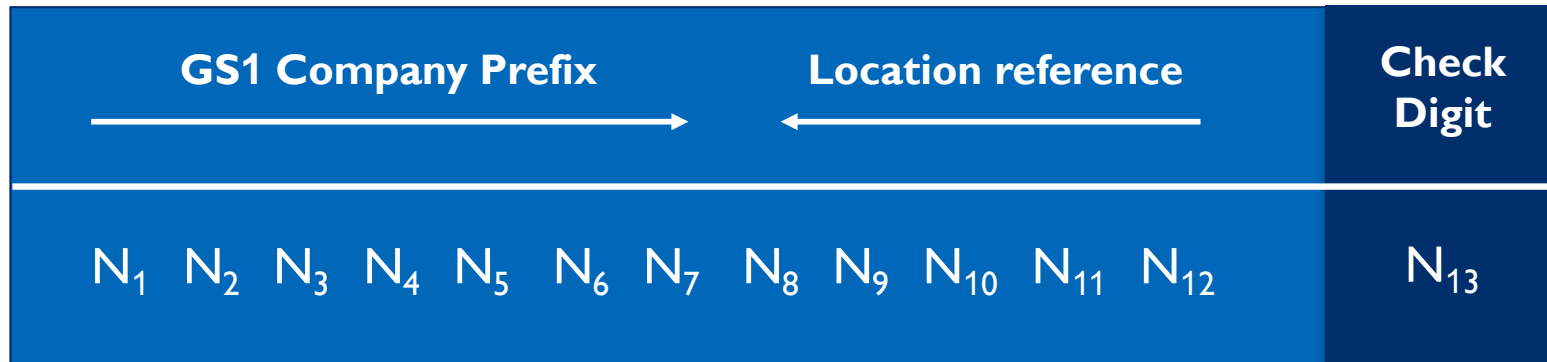 GS1 Company Prefix Location reference Check Digit
N₁ N₂ N₃ N₄ N₅ N₆ N₇ N₈ N₉ N₁₀ N₁₁ N₁₂ N₁₃